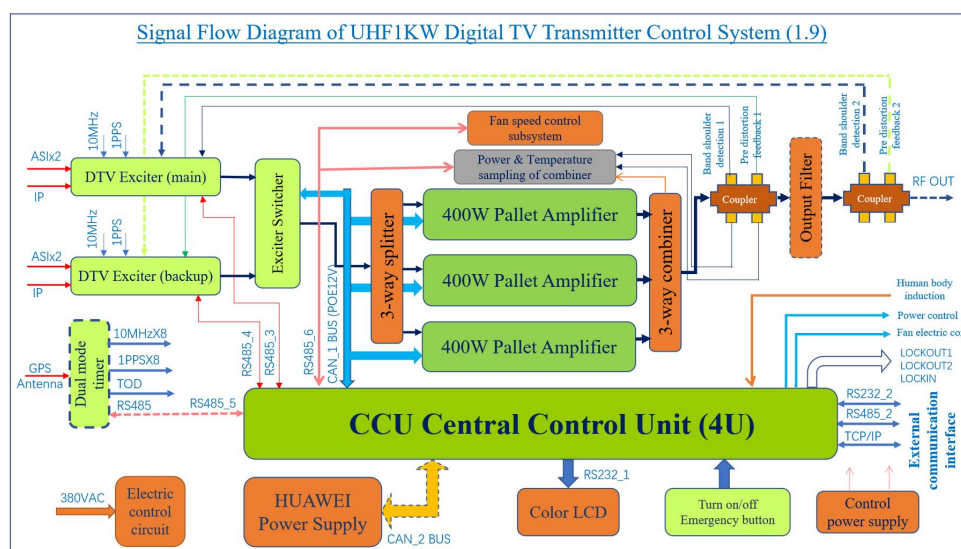 Signal Flow Diagram of UHF1KW Digital TV Transmitter Control System (1.9)
10MHz
1PPS
ASIx2
IP
DTV Exciter (main)
10MHz
1PPS
ASIx2
IP
DTV Exciter (backup)
Exciter Switcher
Fan speed control
subsystem
Power & Temperature
sampling of combiner
3-way splitter
400W Pallet Amplifier
400W Pallet Amplifier
400W Pallet Amplifier
3-way combiner
Band shoulder
detection 1
Pre distortion
feedback 1
Coupler
Output Filter
Band shoulder
detection 2
Pre distortion
feedback 2
Coupler
RF OUT
GPS
Antenna
Dual mode
timer
10MHzX8
1PPSX8
TOD
RS485
RS485_5
RS485_4
RS485_3
RS485_6
CAN_1 BUS (POE12V)
Human body
induction
Power control
Fan electric co
LOCKOUT1
LOCKOUT2
LOCKIN
RS232_2
RS485_2
TCP/IP
External
communication
interface
CCU Central Control Unit (4U)
380VAC
Electric
control
circuit
HUAWEI
Power Supply
CAN_2 BUS
RS232_1
Color LCD
Turn on/off
Emergency button
Control
power supply